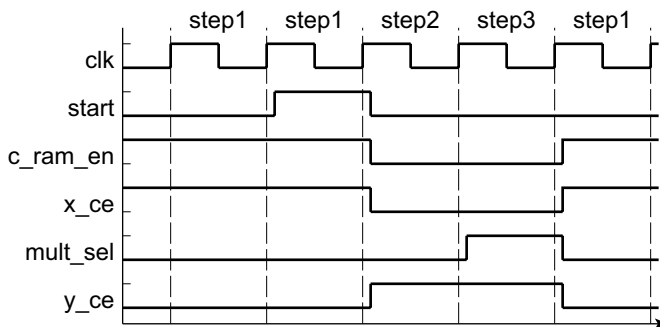 step1 step1 step2 step3 step1
clk
start
c_ram_en
x_ce
mult_sel
y_ce